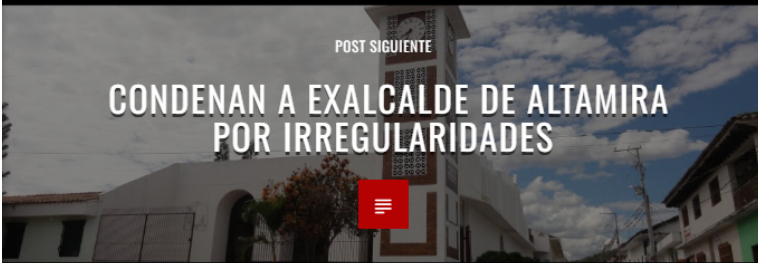 POST SIGUIENTE
CONDENAN A EXALCALDE DE ALTAMIRA
POR IRREGULARIDADES